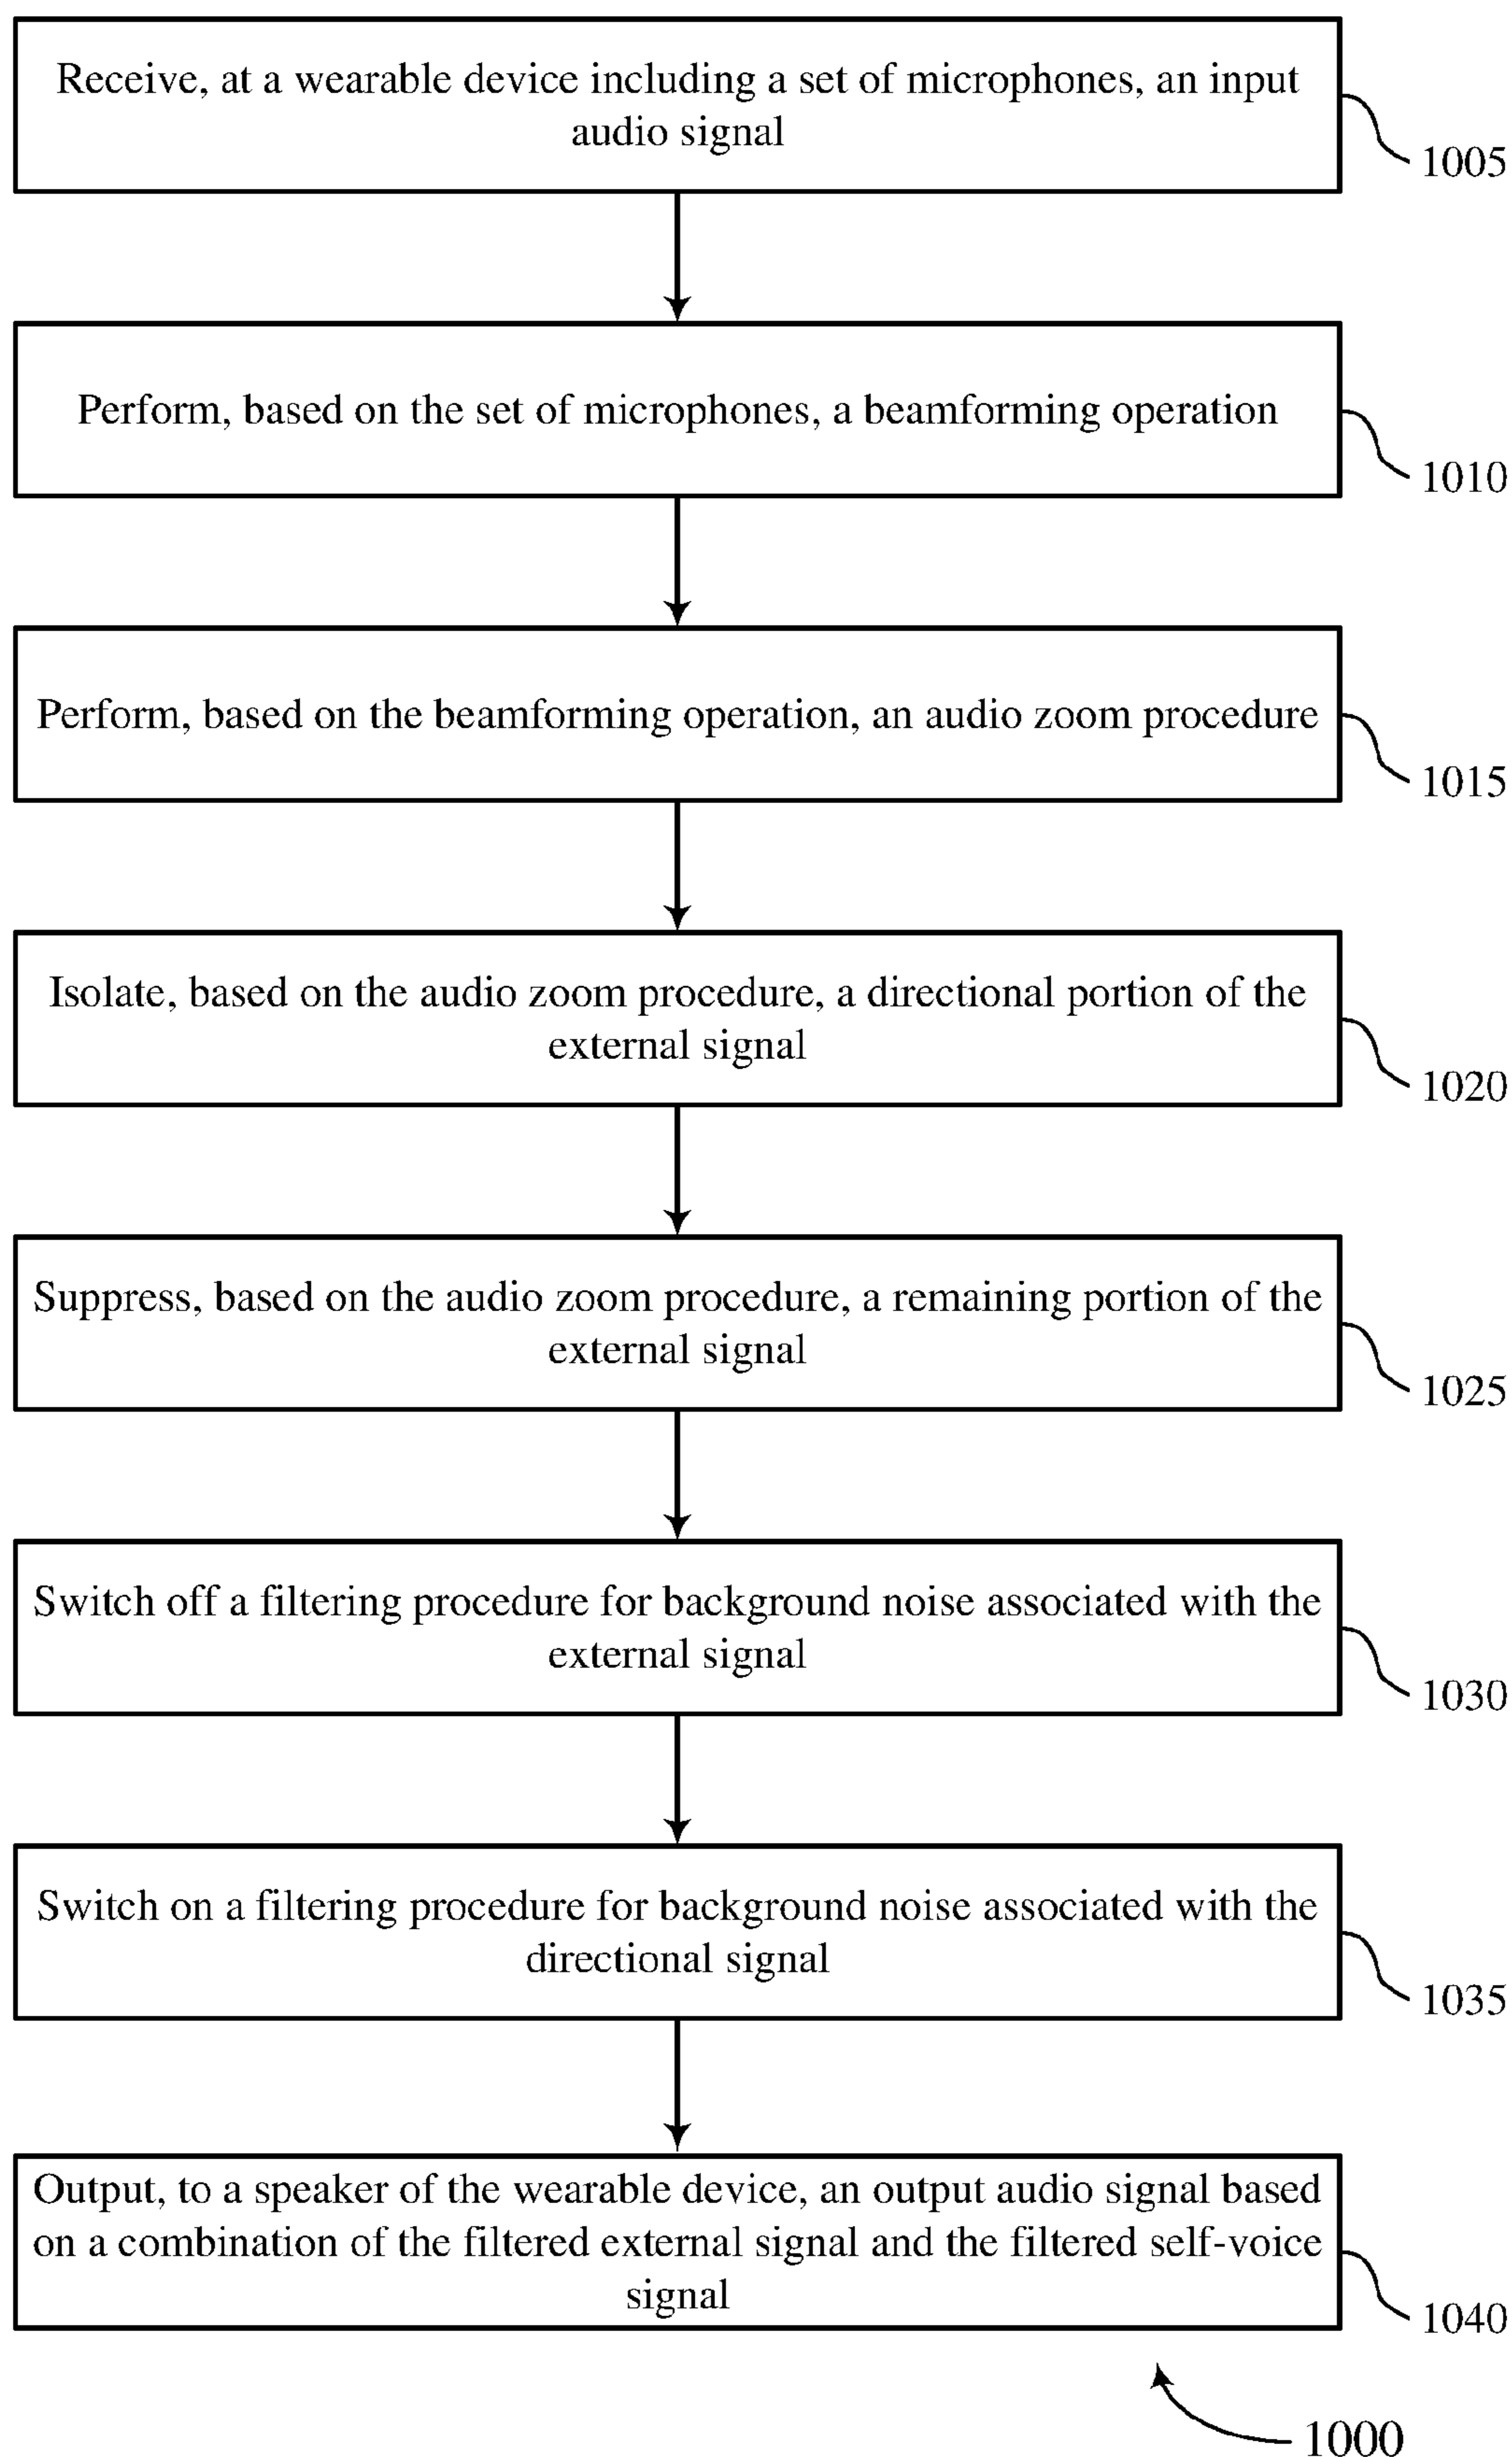 Receive, at a wearable device including a set of microphones, an input
audio signal
1005
Perform, based on the set of microphones, a beamforming operation
1010
Perform, based on the beamforming operation, an audio zoom procedure
1015
Isolate, based on the audio zoom procedure, a directional portion of the
external signal
1020
Suppress, based on the audio zoom procedure, a remaining portion of the
external signal
1025
Switch off a filtering procedure for background noise associated with the
external signal
1030
Switch on a filtering procedure for background noise associated with the
directional signal
1035
Output, to a speaker of the wearable device, an output audio signal based
on a combination of the filtered external signal and the filtered self-voice
signal
1040
1000